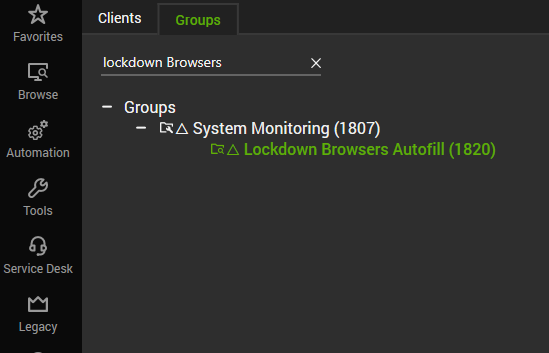 Clients Groups
Favorites
lockdown Browsers
Browse
Groups
System Monitoring (1807)
Automation
Lockdown Browsers Autofill (1820)
Tools
Service Desk
Legacy